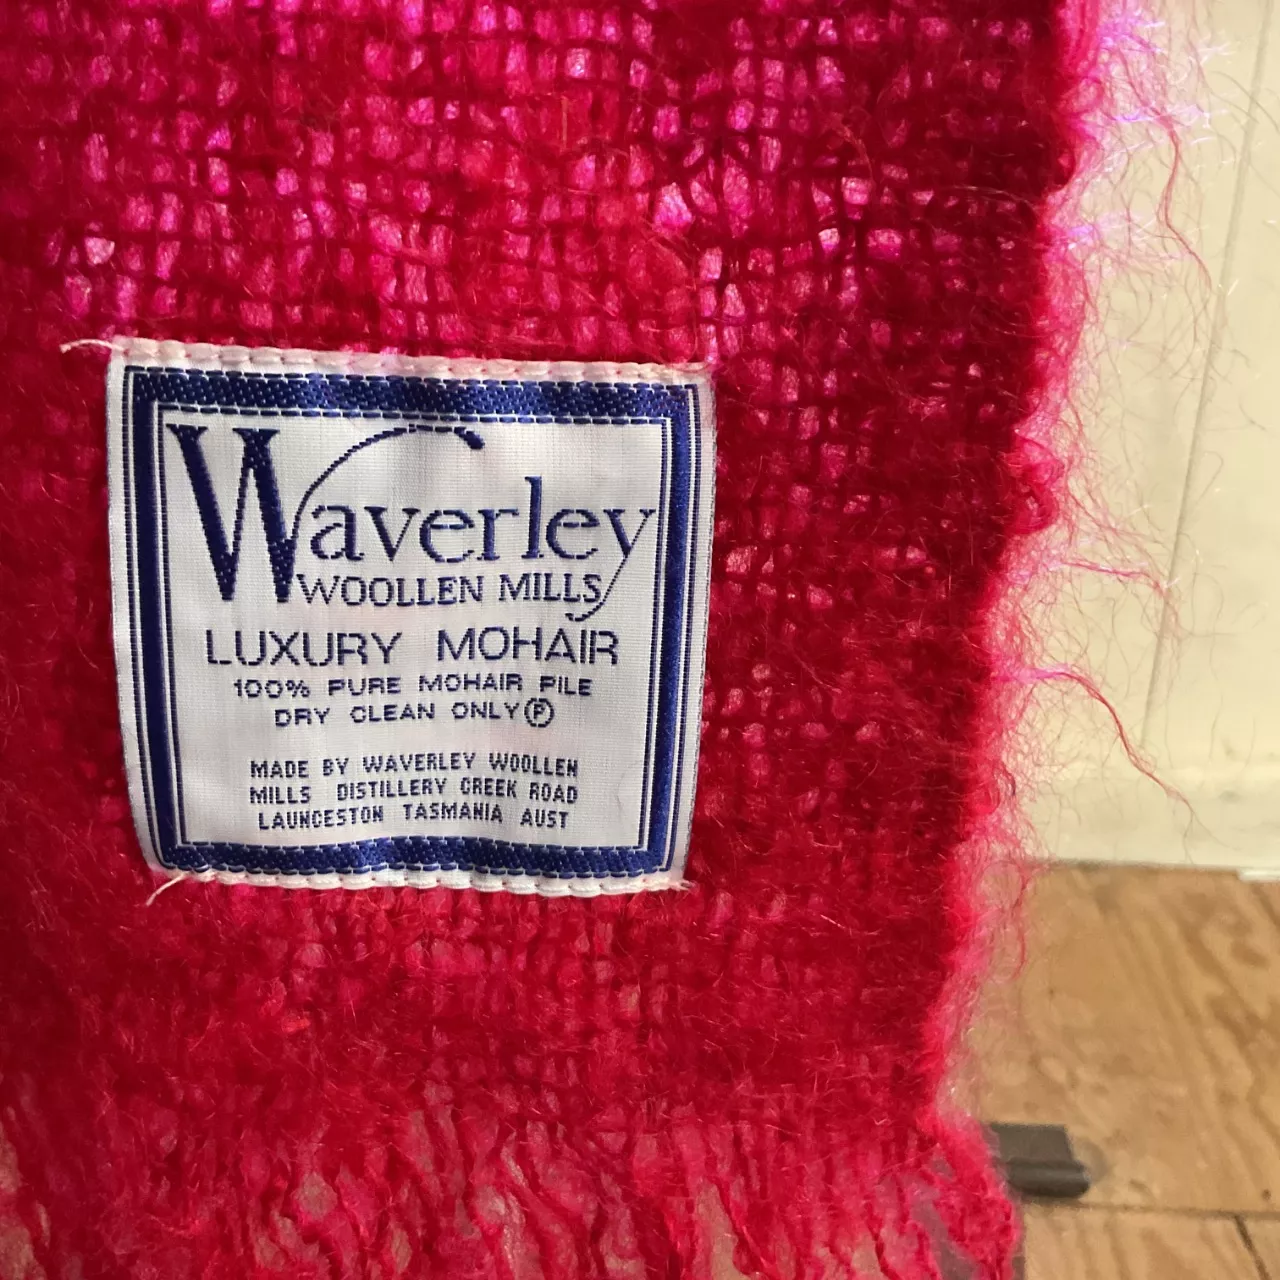 Waverley
WOOLLEN MILLS
LUXURY MOHAIR
100% PURE MOHAIR PILE
DRY CLEAN ONLY Ⓟ
MADE BY WAVERLEY WOOLLEN
MILLS DISTILLERY CREEK ROAD
LAUNCESTON TASMANIA AUST